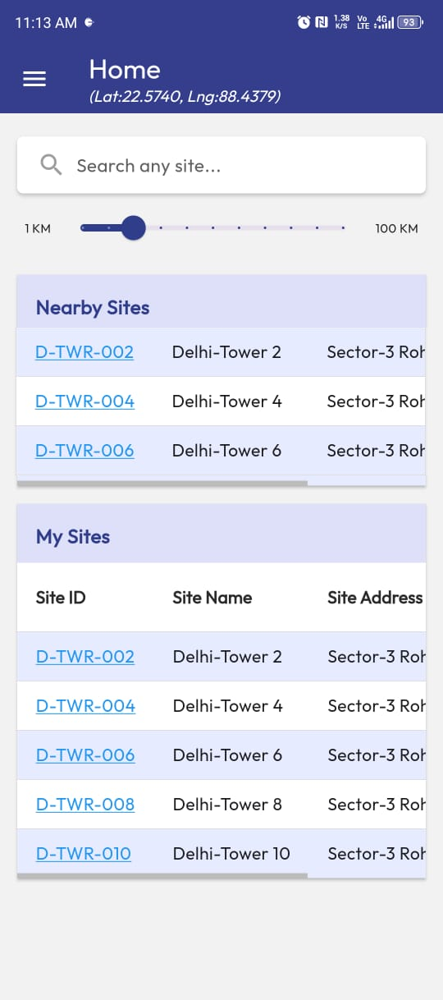 11:13 AM
1.38 K/S Vo LTE 4G 93
Home
(Lat:22.5740, Lng:88.4379)
Search any site...
1 KM 100 KM
Nearby Sites
D-TWR-002 Delhi-Tower 2 Sector-3 Roh
D-TWR-004 Delhi-Tower 4 Sector-3 Roh
D-TWR-006 Delhi-Tower 6 Sector-3 Roh
My Sites
Site ID Site Name Site Address
D-TWR-002 Delhi-Tower 2 Sector-3 Roh
D-TWR-004 Delhi-Tower 4 Sector-3 Roh
D-TWR-006 Delhi-Tower 6 Sector-3 Roh
D-TWR-008 Delhi-Tower 8 Sector-3 Roh
D-TWR-010 Delhi-Tower 10 Sector-3 Roh